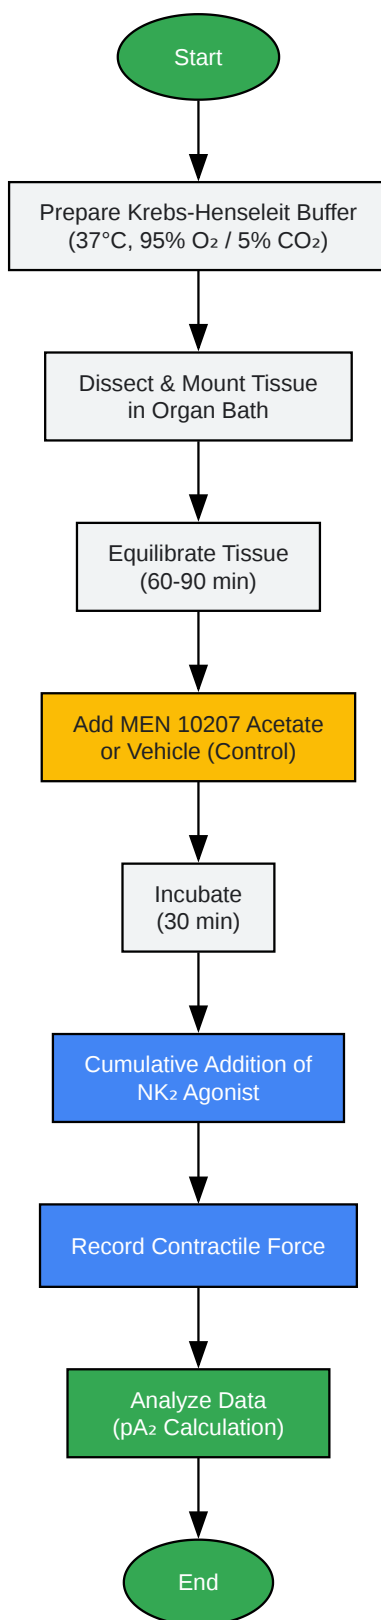 Start
Prepare Krebs-Henseleit Buffer
(37°C, 95% O₂ / 5% CO₂)
Dissect & Mount Tissue
in Organ Bath
Equilibrate Tissue
(60-90 min)
Add MEN 10207 Acetate
or Vehicle (Control)
Incubate
(30 min)
Cumulative Addition of
NK₂ Agonist
Record Contractile Force
Analyze Data
(pA₂ Calculation)
End